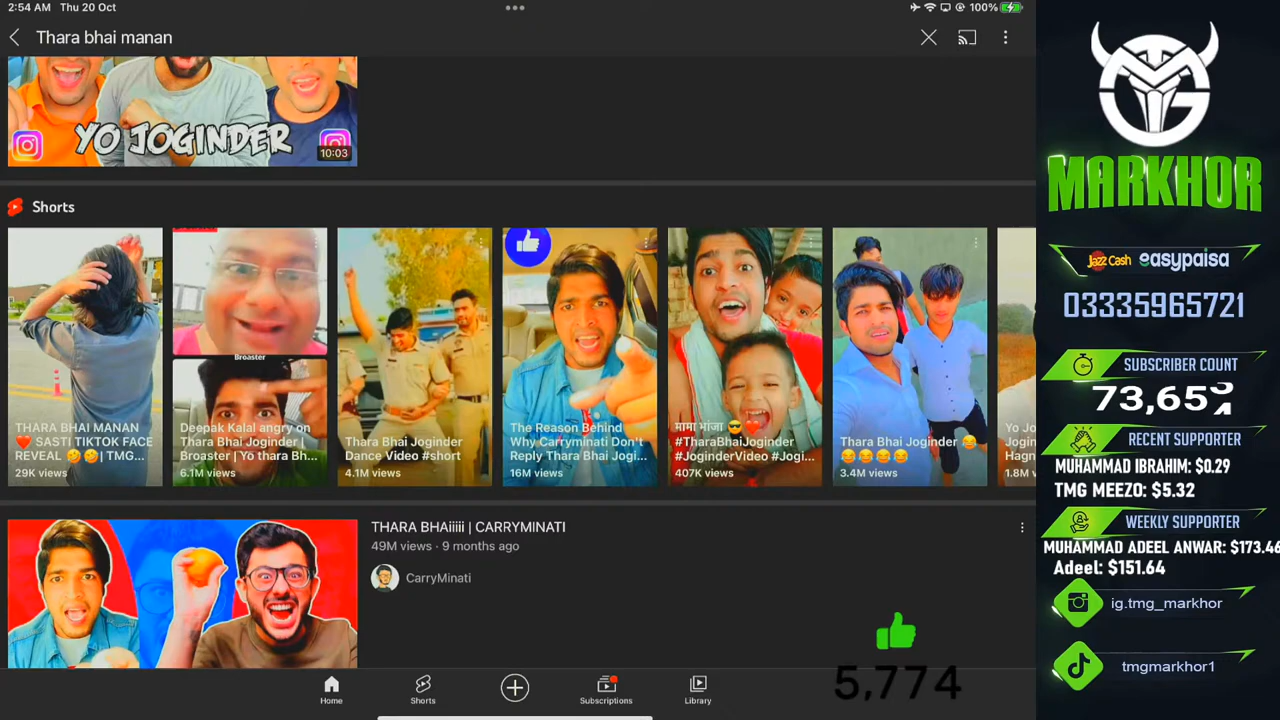 2:54 AM Thu 20 Oct
100%
Thara bhai manan
YO JOGINDER
10:03
Shorts
THARA BHAI MANAN
❤️ SASTI TIKTOK FACE
REVEAL 🤣🤣| TMG...
29K views
Broaster
Deepak Kalal angry on
Thara Bhai Joginder |
Broaster | Yo thara Bh...
6.1M views
Thara Bhai Joginder
Dance Video #short
4.1M views
The Reason Behind
Why Carryminati Don't
Reply Thara Bhai Jogi...
16M views
मामा भांजा 😎❤️
#TharaBhaiJoginder
#JoginderVideo #Jogi...
407K views
Thara Bhai Joginder 😂
😂😂😂😂
3.4M views
Yo Jo
Hagn
1.8M v
THARA BHAiiiii | CARRYMINATI
49M views · 9 months ago
CarryMinati
5,774
Home
Shorts
Subscriptions
Library
MARKHOR
JazzCash easypaisa
03335965721
SUBSCRIBER COUNT
73,65
RECENT SUPPORTER
MUHAMMAD IBRAHIM: $0.29
TMG MEEZO: $5.32
WEEKLY SUPPORTER
MUHAMMAD ADEEL ANWAR: $173.46
Adeel: $151.64
ig.tmg_markhor
tmgmarkhor1